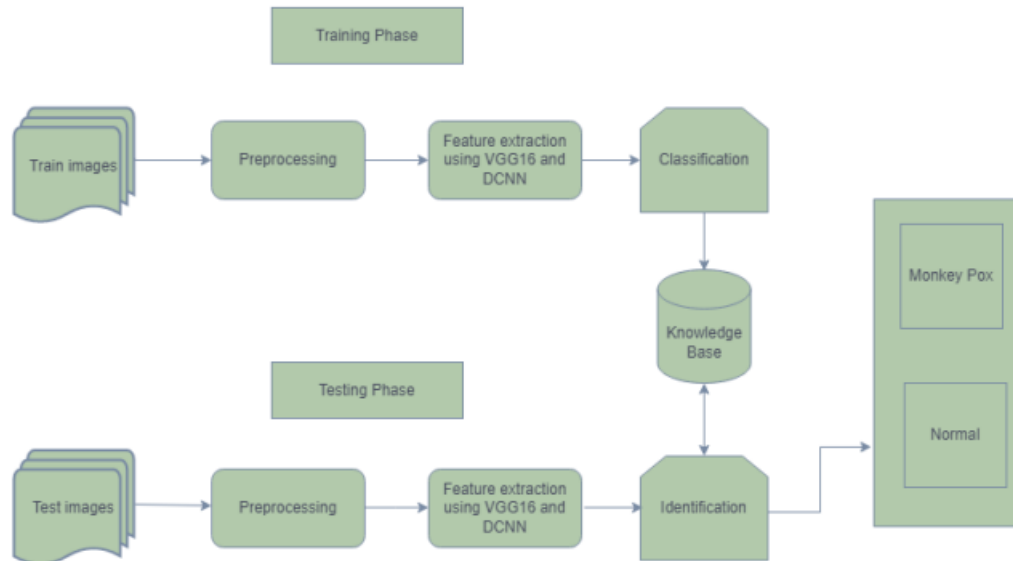 Training Phase
Train images
Preprocessing
Feature extraction
using VGG16 and
DCNN
Classification
Monkey Pox
Knowledge
Base
Testing Phase
Normal
Test images
Preprocessing
Feature extraction
using VGG16 and
DCNN
Identification